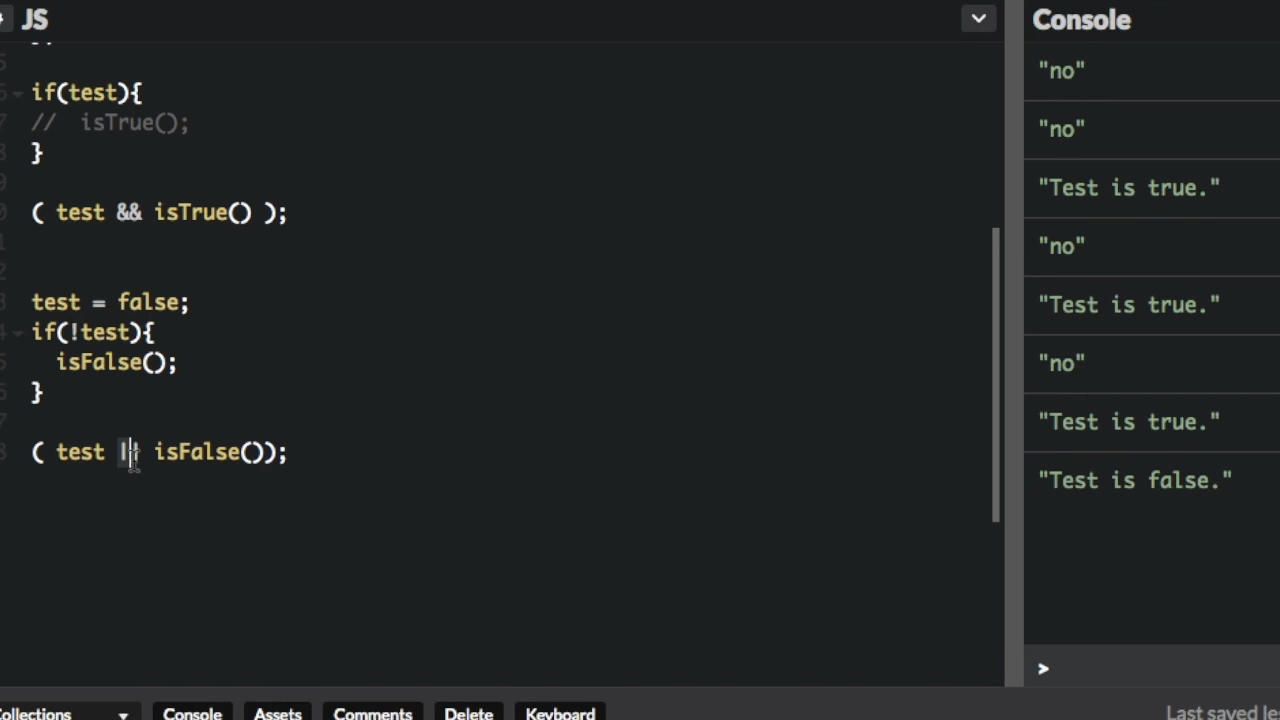 JS
if(test){
//  isTrue();
}
( test && isTrue() );
test = false;
if(!test){
  isFalse();
}
( test || isFalse());
Console
"no"
"no"
"Test is true."
"no"
"Test is true."
"no"
"Test is true."
"Test is false."
>
Console Assets Comments Delete Keyboard
Last saved